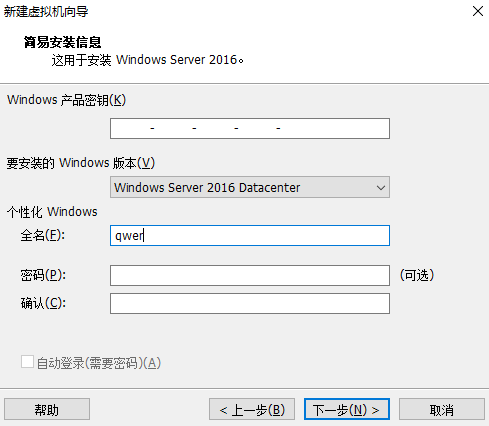 新建虚拟机向导
简易安装信息
这用于安装 Windows Server 2016。
Windows 产品密钥(K)
- - - -
要安装的 Windows 版本(V)
Windows Server 2016 Datacenter
个性化 Windows
全名(F): qwer
密码(P): (可选)
确认(C):
自动登录(需要密码)(A)
帮助 < 上一步(B) 下一步(N) > 取消